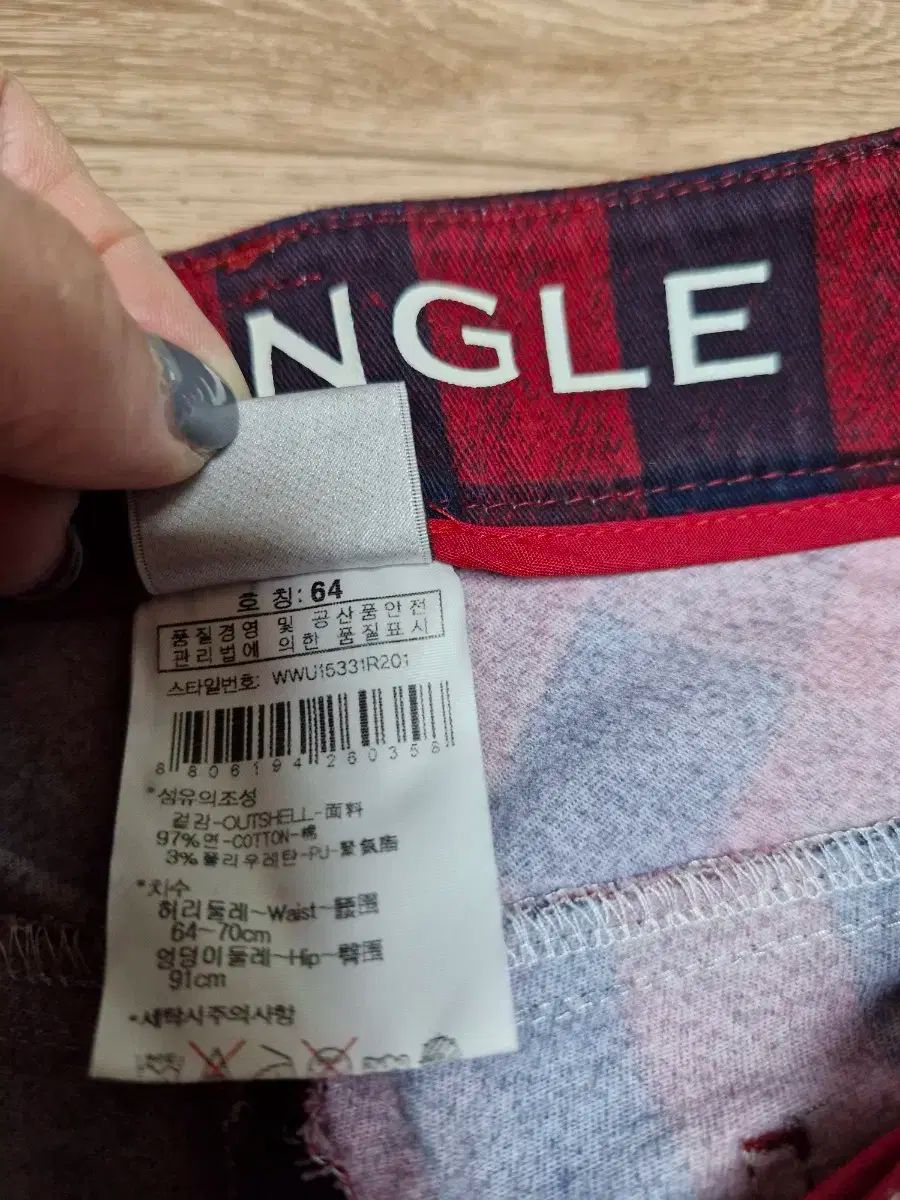 NGLE
호 칭: 64
품질경영 및 공산품안전
관리법에 의한 품질표시
스타일번호: WWU15331R201
8 806194 260358
*섬유의조성
겉감-OUTSHELL-面料
97%면-COTTON-棉
3%폴리우레탄-PU-聚氨酯
*치수
허리둘레~Waist~腰围
64~70cm
엉덩이둘레~Hip~臀围
91cm
*세탁시주의사항